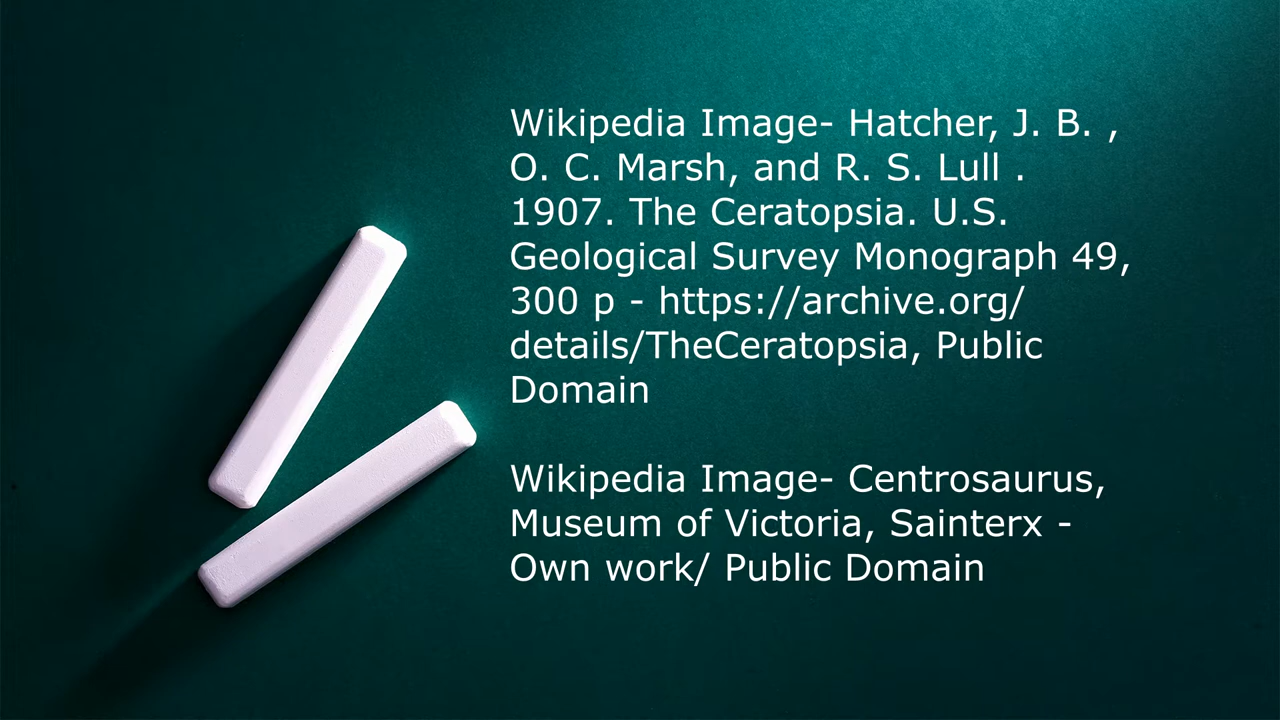 Wikipedia Image- Hatcher, J. B. ,
O. C. Marsh, and R. S. Lull .
1907. The Ceratopsia. U.S.
Geological Survey Monograph 49,
300 p - https://archive.org/
details/TheCeratopsia, Public
Domain
Wikipedia Image- Centrosaurus,
Museum of Victoria, Sainterx -
Own work/ Public Domain